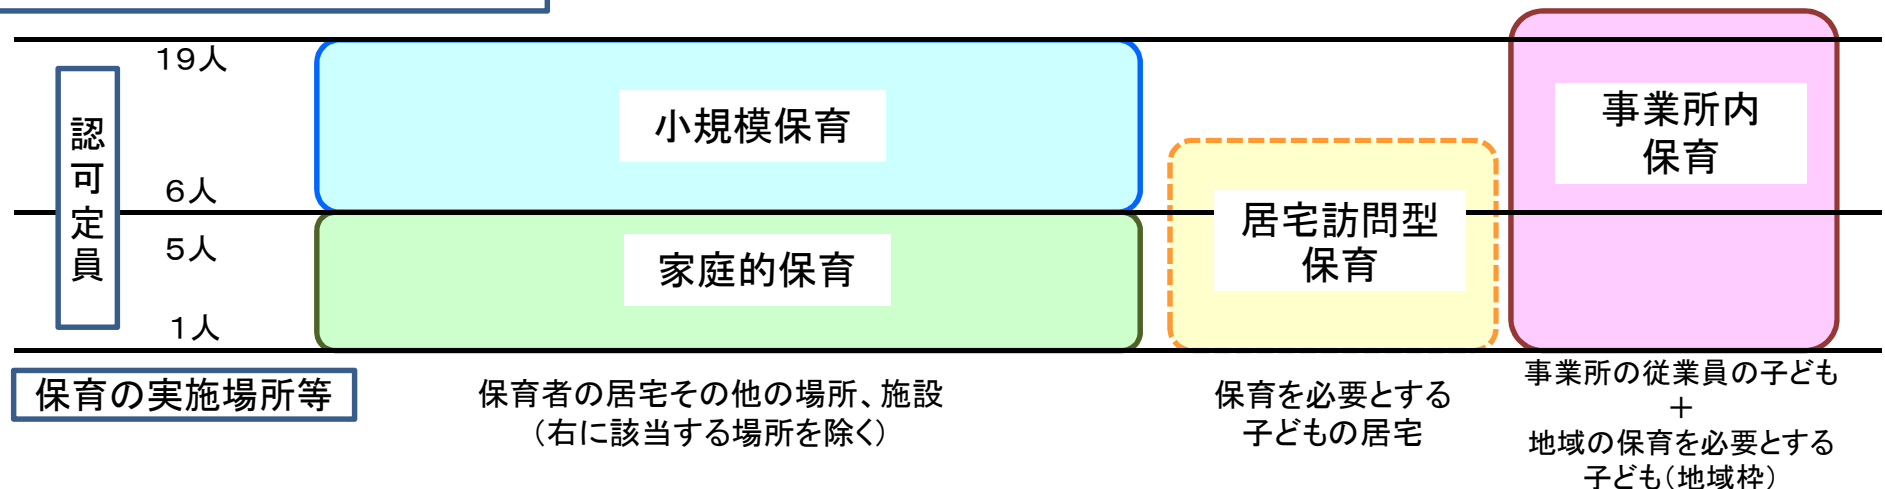 認可定員
19人
6人
5人
1人
小規模保育
家庭的保育
居宅訪問型
保育
事業所内
保育
保育の実施場所等
保育者の居宅その他の場所、施設
(右に該当する場所を除く)
保育を必要とする
子どもの居宅
事業所の従業員の子ども
+
地域の保育を必要とする
子ども(地域枠)